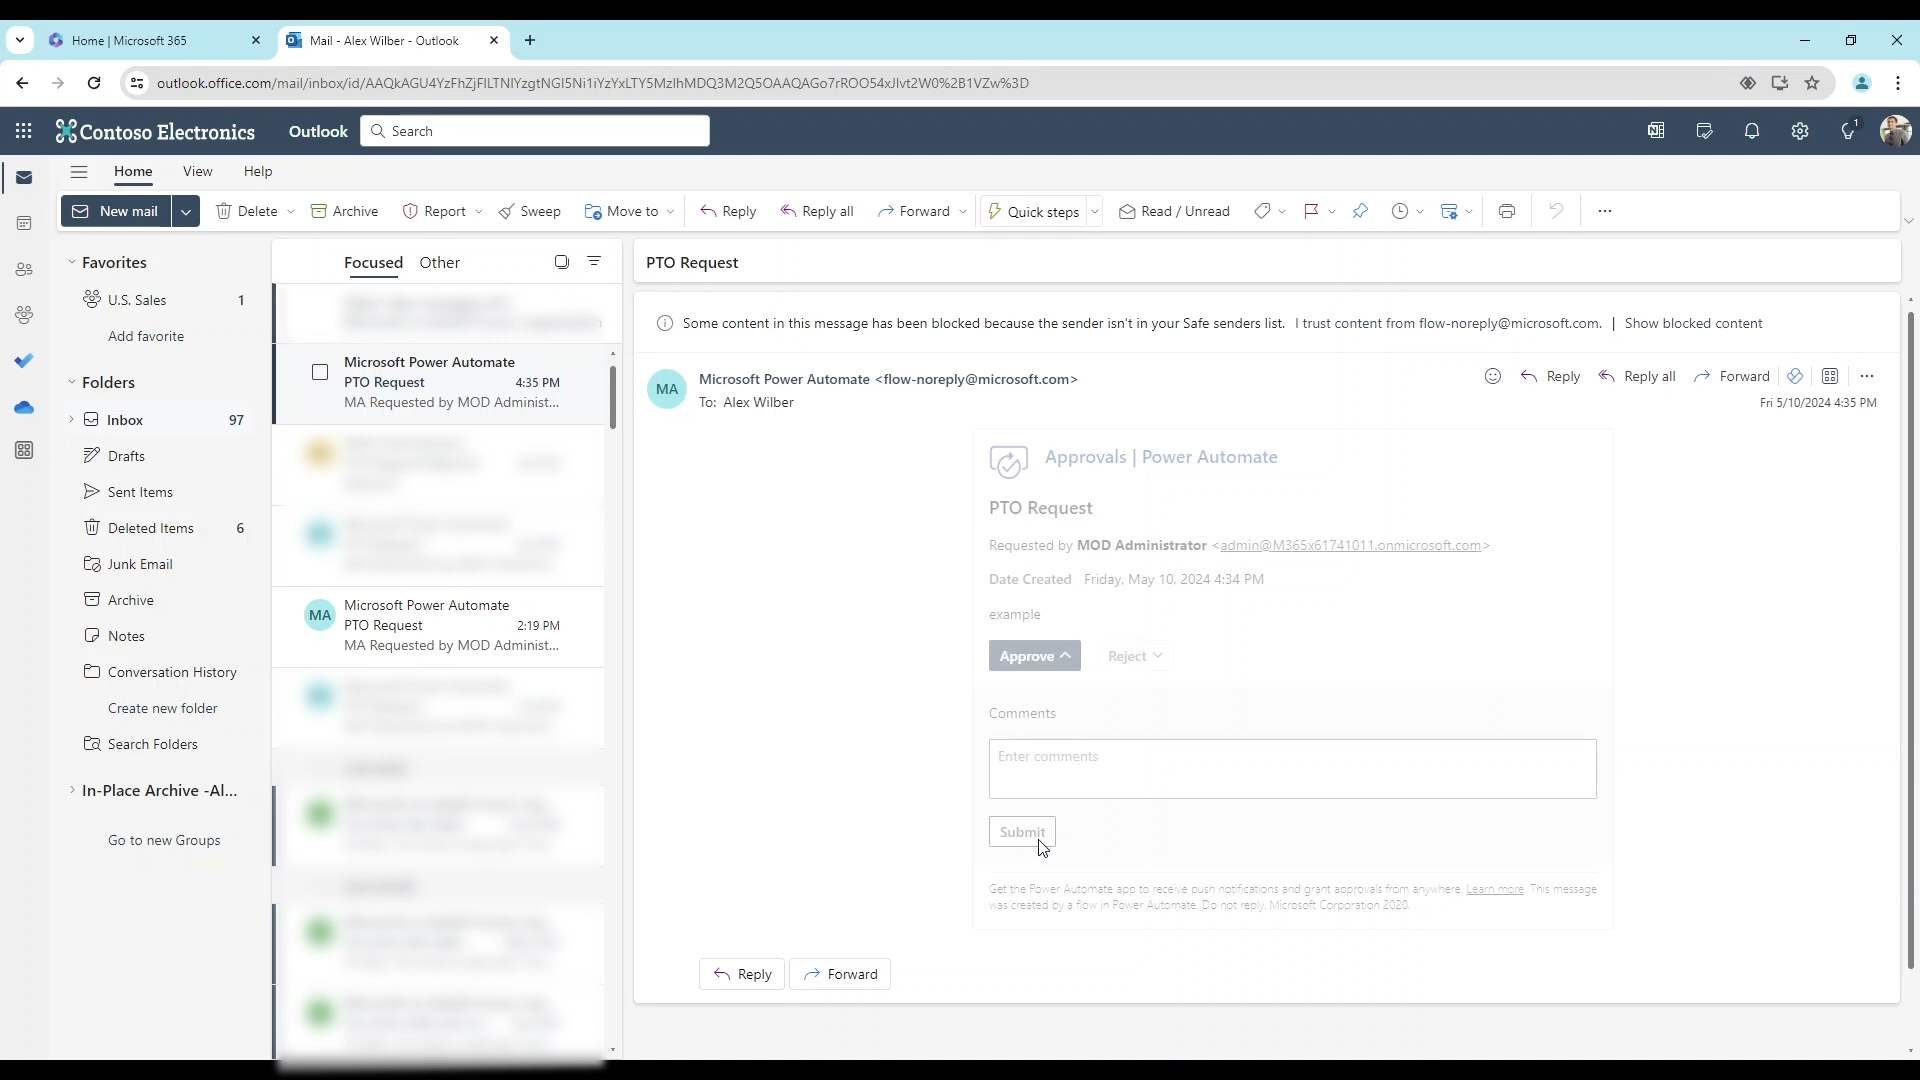 Home | Microsoft 365
Mail - Alex Wilber - Outlook
outlook.office.com/mail/inbox/id/AAQkAGU4YzFhZjFlLTNlYzgtNGI5Ni1iYzYxLTY5MzlhMDQ3M2Q5OAAQAGo7rROO54xJlvt2W0%2B1VZw%3D
Contoso Electronics
Outlook
Search
1
Home
View
Help
New mail
Delete
Archive
Report
Sweep
Move to
Reply
Reply all
Forward
Quick steps
Read / Unread
Favorites
U.S. Sales 1
Add favorite
Folders
Inbox 97
Drafts
Sent Items
Deleted Items 6
Junk Email
Archive
Notes
Conversation History
Create new folder
Search Folders
In-Place Archive -Al...
Go to new Groups
Focused
Other
Microsoft Power Automate
PTO Request 4:35 PM
MA Requested by MOD Administ...
MA
Microsoft Power Automate
PTO Request 2:19 PM
MA Requested by MOD Administ...
PTO Request
Some content in this message has been blocked because the sender isn't in your Safe senders list. I trust content from flow-noreply@microsoft.com. | Show blocked content
MA
Microsoft Power Automate <flow-noreply@microsoft.com>
To: Alex Wilber
Reply
Reply all
Forward
Fri 5/10/2024 4:35 PM
Approvals | Power Automate
PTO Request
Requested by MOD Administrator <admin@M365x61741011.onmicrosoft.com>
Date Created Friday, May 10, 2024 4:34 PM
example
Approve
Reject
Comments
Enter comments
Submit
Get the Power Automate app to receive push notifications and grant approvals from anywhere. Learn more. This message
was created by a flow in Power Automate. Do not reply. Microsoft Corporation 2020.
Reply
Forward